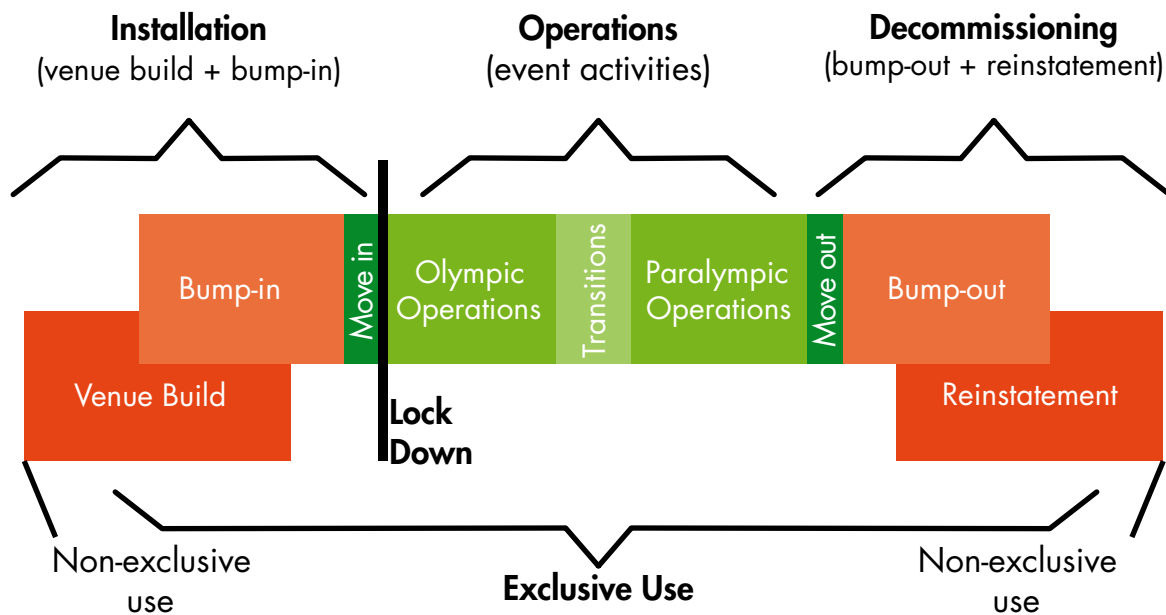 Installation
(venue build + bump-in)
Operations
(event activities)
Decommissioning
(bump-out + reinstatement)
Bump-in
Move in
Olympic
Operations
Transitions
Paralympic
Operations
Move out
Bump-out
Venue Build
Reinstatement
Lock
Down
Non-exclusive
use
Exclusive Use
Non-exclusive
use